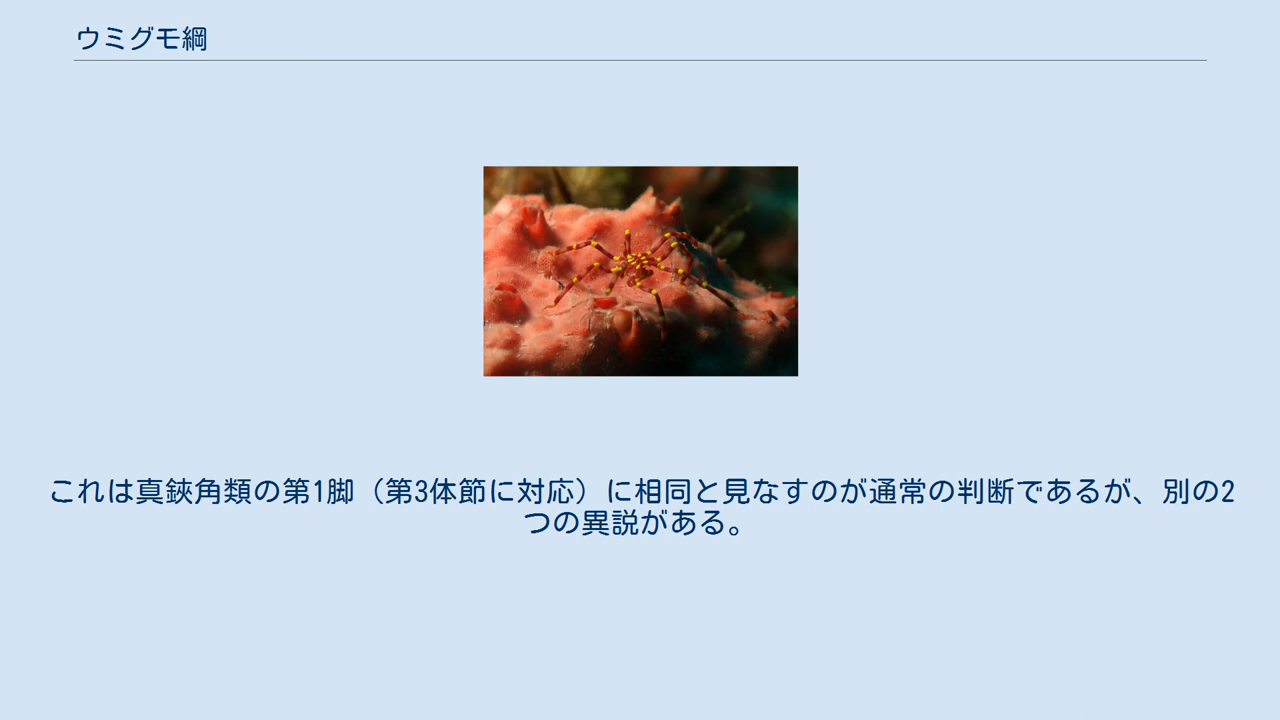 ウミグモ綱
これは真鋏角類の第1脚（第3体節に対応）に相同と見なすのが通常の判断であるが、別の2
つの異説がある。